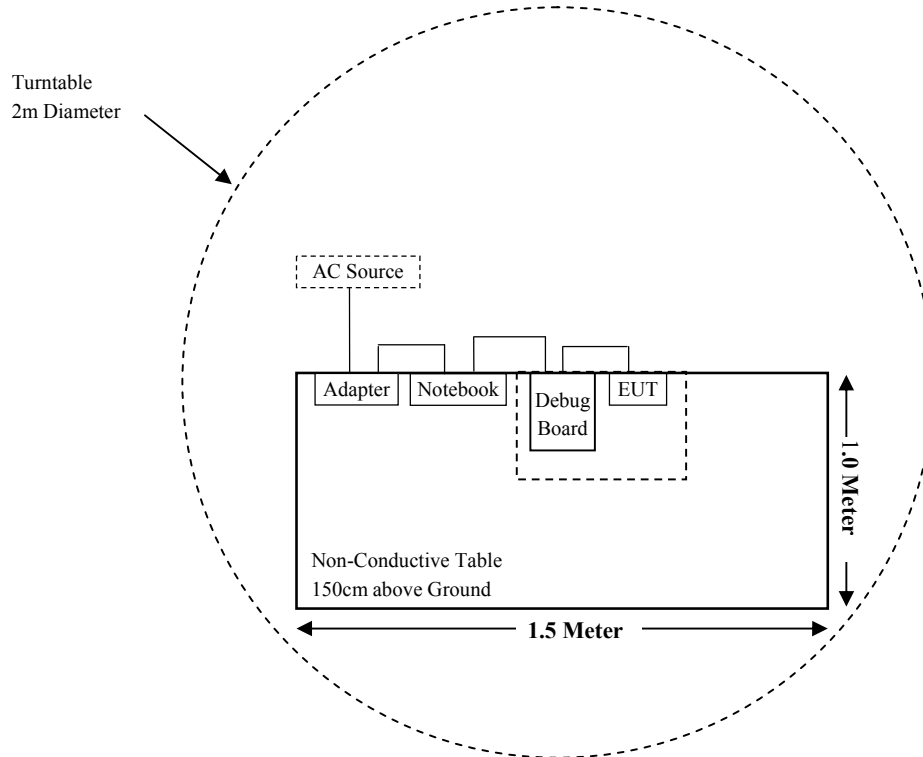 Turntable
2m Diameter
AC Source
Adapter
Notebook
Debug
Board
EUT
1.0 Meter
Non-Conductive Table
150cm above Ground
1.5 Meter